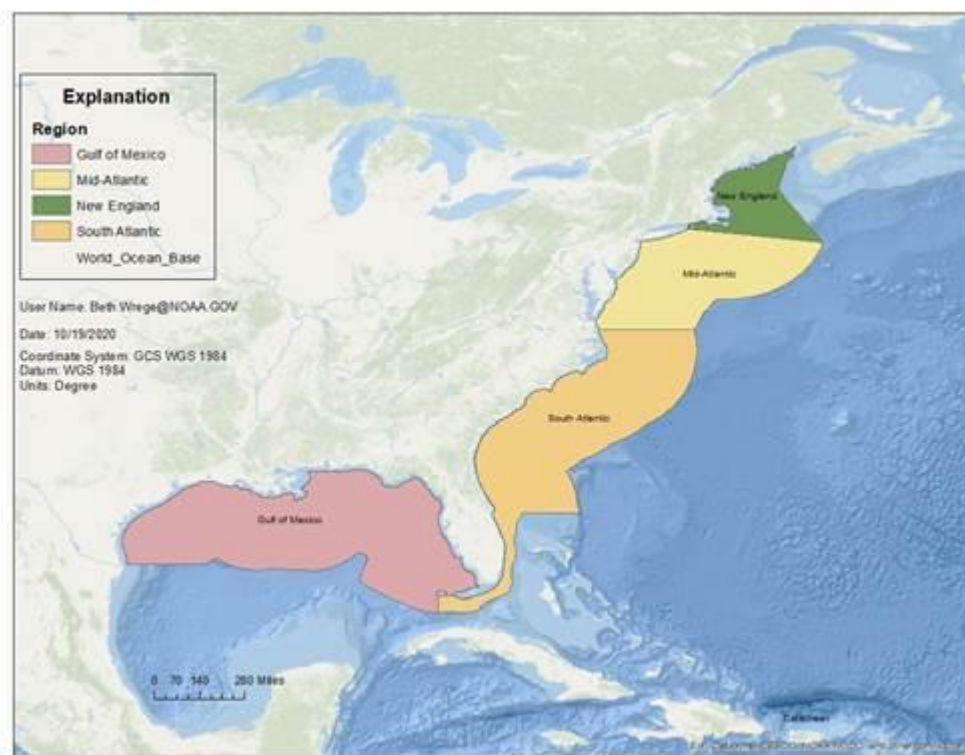 Explanation
Region
Gulf of Mexico
Mid-Atlantic
New England
South Atlantic
World_Ocean_Base
User Name: Beth.Wrege@NOAA.GOV
Date: 10/19/2020
Coordinate System: GCS WGS 1984
Datum: WGS 1984
Units: Degree
New England
Mid-Atlantic
South Atlantic
Gulf of Mexico
0 70 140 280 Miles
Caribbean